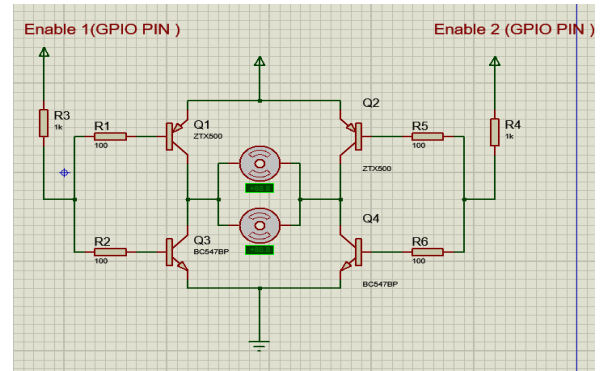 Enable 1(GPIO PIN )
Enable 2 (GPIO PIN )
Q2
R3
1k
R1
100
Q1
ZTX500
R5
100
R4
1k
ZTX500
R2
100
Q3
BC547BP
Q4
R6
100
BC547BP